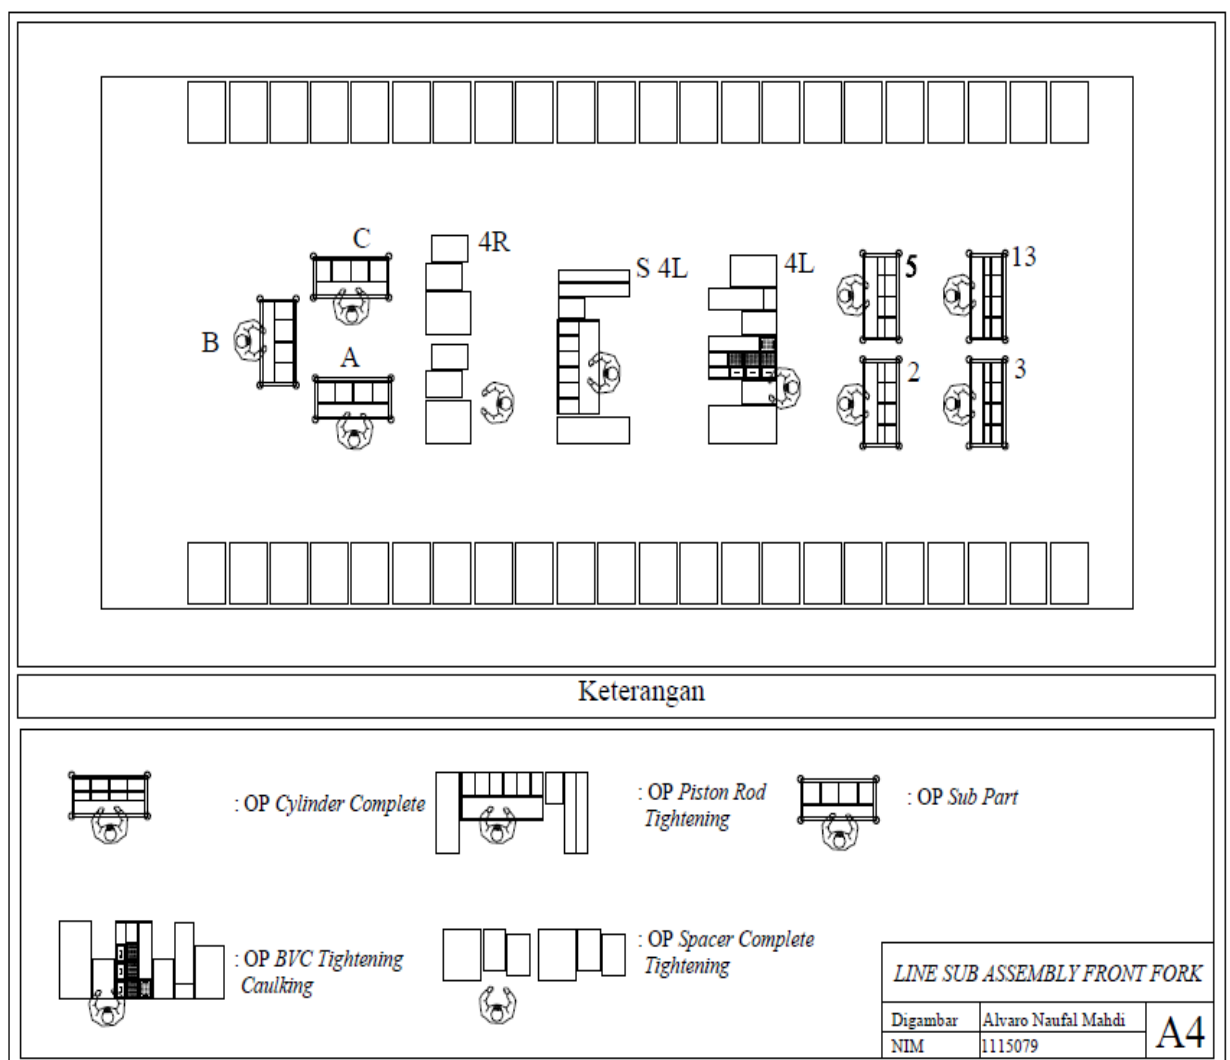 C
4R
S 4L
4L
5
13
B
A
2
3
Keterangan
: OP Cylinder Complete
: OP Piston Rod
Tightening
: OP Sub Part
: OP BVC Tightening
Caulking
: OP Spacer Complete
Tightening
LINE SUB ASSEMBLY FRONT FORK
Digambar Alvaro Naufal Mahdi
A4
NIM 1115079